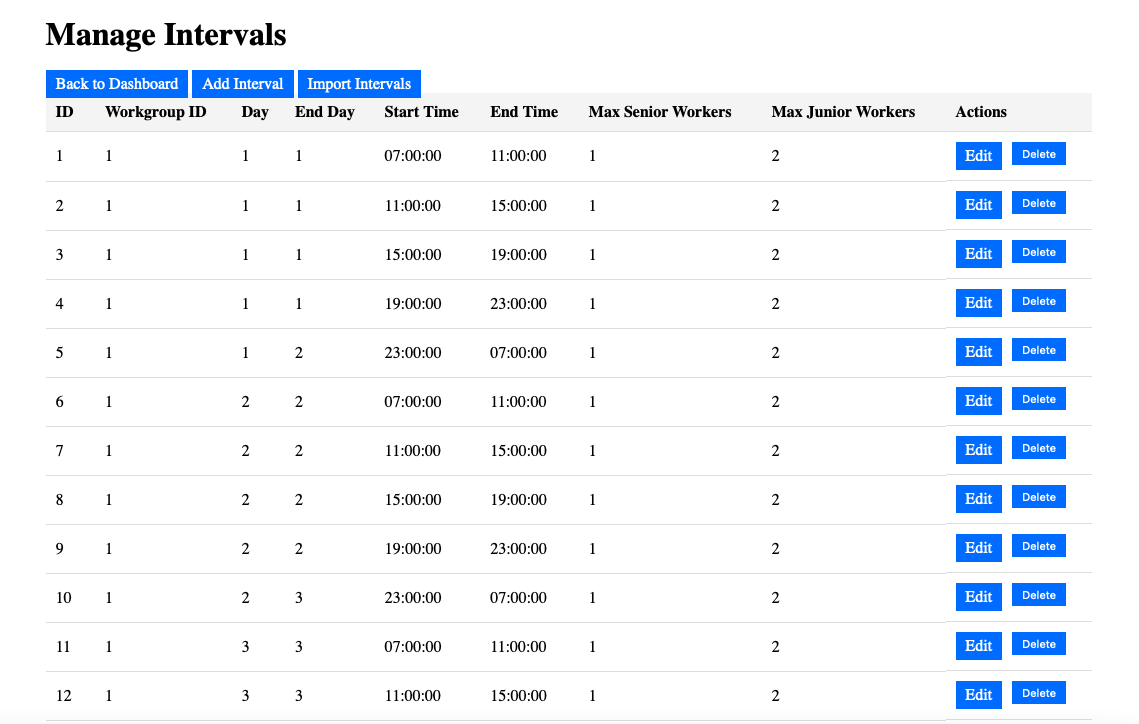 Manage Intervals
Back to Dashboard Add Interval Import Intervals
ID Workgroup ID Day End Day Start Time End Time Max Senior Workers Max Junior Workers Actions
1 1 1 1 07:00:00 11:00:00 1 2 Edit Delete
2 1 1 1 11:00:00 15:00:00 1 2 Edit Delete
3 1 1 1 15:00:00 19:00:00 1 2 Edit Delete
4 1 1 1 19:00:00 23:00:00 1 2 Edit Delete
5 1 1 2 23:00:00 07:00:00 1 2 Edit Delete
6 1 2 2 07:00:00 11:00:00 1 2 Edit Delete
7 1 2 2 11:00:00 15:00:00 1 2 Edit Delete
8 1 2 2 15:00:00 19:00:00 1 2 Edit Delete
9 1 2 2 19:00:00 23:00:00 1 2 Edit Delete
10 1 2 3 23:00:00 07:00:00 1 2 Edit Delete
11 1 3 3 07:00:00 11:00:00 1 2 Edit Delete
12 1 3 3 11:00:00 15:00:00 1 2 Edit Delete